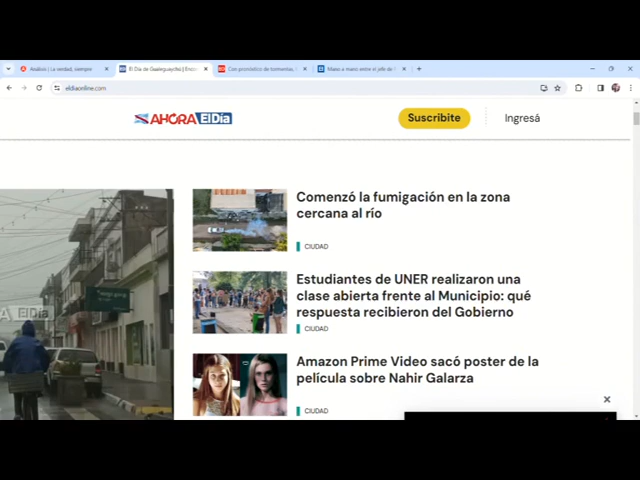 Análisis | La verdad, siempre
El Día de Gualeguaychú | Enco
Con pronóstico de tormentas, l
Mano a mano entre el jefe de
eldiaonline.com
AHORA ElDía
Suscribite
Ingresá
Comenzó la fumigación en la zona
cercana al río
CIUDAD
Estudiantes de UNER realizaron una
clase abierta frente al Municipio: qué
respuesta recibieron del Gobierno
CIUDAD
Amazon Prime Video sacó poster de la
película sobre Nahir Galarza
CIUDAD
A ElDía